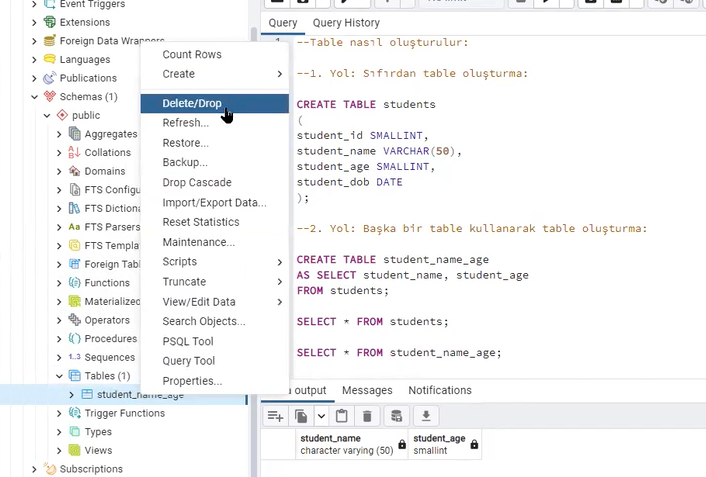 Event Triggers
Extensions
Foreign Data Wrappers
Languages
Publications
Schemas (1)
public
Aggregates
Collations
Domains
FTS Configu
FTS Dictiona
FTS Parsers
FTS Templa
Foreign Tabl
Functions
Materialized
Operators
Procedures
1..3 Sequences
Tables (1)
student_name_age
Trigger Functions
Types
Views
Subscriptions
Count Rows
Create
Delete/Drop
Refresh...
Restore...
Backup...
Drop Cascade
Import/Export Data...
Reset Statistics
Maintenance...
Scripts
Truncate
View/Edit Data
Search Objects...
PSQL Tool
Query Tool
Properties...
Query Query History
1 --Table nasıl oluşturulur:
--1. Yol: Sıfırdan table oluşturma:
CREATE TABLE students
(
student_id SMALLINT,
student_name VARCHAR(50),
student_age SMALLINT,
student_dob DATE
);
--2. Yol: Başka bir table kullanarak table oluşturma:
CREATE TABLE student_name_age
AS SELECT student_name, student_age
FROM students;
SELECT * FROM students;
SELECT * FROM student_name_age;
output Messages Notifications
student_name student_age
character varying (50) smallint